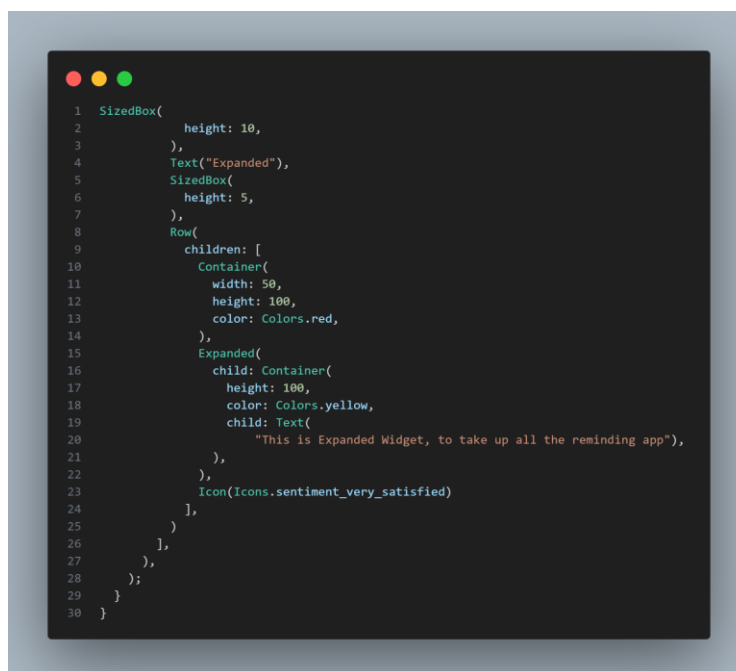 1 SizedBox(
2 height: 10,
3 ),
4 Text("Expanded"),
5 SizedBox(
6 height: 5,
7 ),
8 Row(
9 children: [
10 Container(
11 width: 50,
12 height: 100,
13 color: Colors.red,
14 ),
15 Expanded(
16 child: Container(
17 height: 100,
18 color: Colors.yellow,
19 child: Text(
20 "This is Expanded Widget, to take up all the reminding app"),
21 ),
22 ),
23 Icon(Icons.sentiment_very_satisfied)
24 ],
25 )
26 ],
27 ),
28 );
29 }
30 }